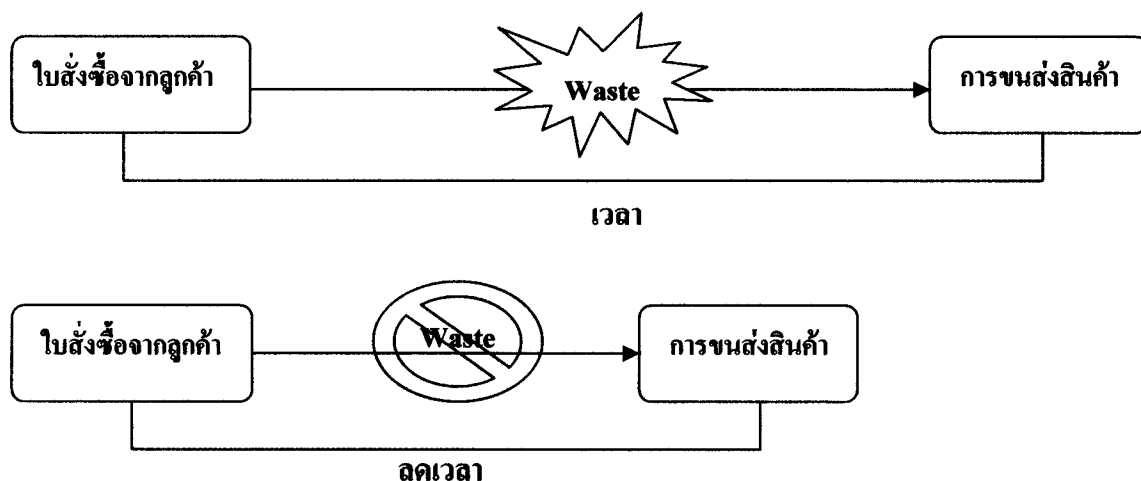 ใบสั่งซื้อจากลูกค้า
Waste
การขนส่งสินค้า
เวลา
ใบสั่งซื้อจากลูกค้า
Waste
การขนส่งสินค้า
ลดเวลา